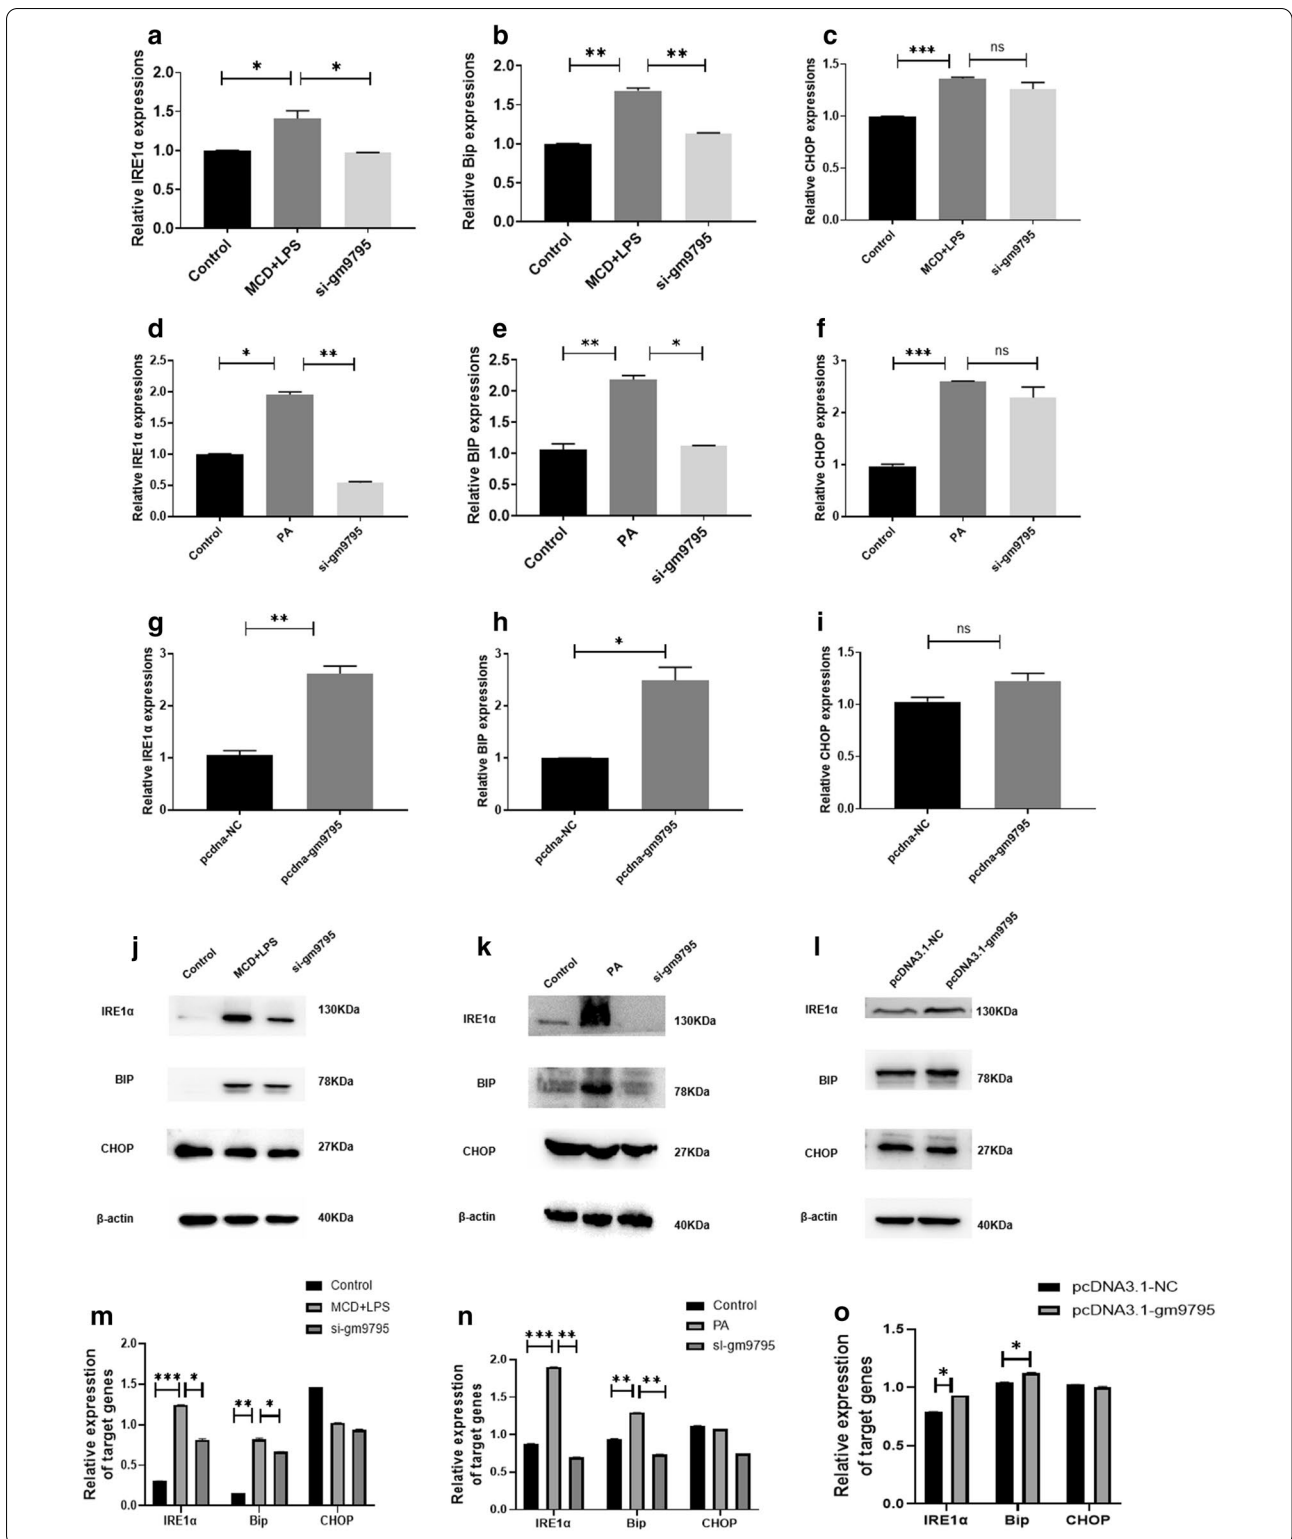 a
Relative IRE1α expressions
2.0
1.5
1.0
0.5
0.0
*
*
Control
MCD+LPS
si-gm9795
b
Relative Bip expressions
2.0
1.5
1.0
0.5
0.0
**
**
Control
MCD+LPS
si-gm9795
c
Relative CHOP expressions
1.5
1.0
0.5
0.0
***
ns
Control
MCD+LPS
si-gm9795
d
Relative IRE1α expressions
2.5
2.0
1.5
1.0
0.5
0.0
*
**
Control
PA
si-gm9795
e
Relative BIP expressions
2.5
2.0
1.5
1.0
0.5
0.0
**
*
Control
PA
si-gm9795
f
Relative CHOP expressions
3
2
1
0
***
ns
Control
PA
si-gm9795
g
Relative IRE1α expressions
3
2
1
0
**
pcdna-NC
pcdna-gm9795
h
Relative BIP expressions
3
2
1
0
*
pcdna-NC
pcdna-gm9795
i
Relative CHOP expressions
1.5
1.0
0.5
0.0
ns
pcdna-NC
pcdna-gm9795
j
Control
MCD+LPS
si-gm9795
IRE1α
130KDa
BIP
78KDa
CHOP
27KDa
β-actin
40KDa
k
Control
PA
si-gm9795
IRE1α
130KDa
BIP
78KDa
CHOP
27KDa
β-actin
40KDa
l
pcDNA3.1-NC
pcDNA3.1-gm9795
IRE1α
130KDa
BIP
78KDa
CHOP
27KDa
β-actin
40KDa
m
Control
MCD+LPS
si-gm9795
Relative expresstion
of target genes
2.0
1.5
1.0
0.5
0.0
***
*
**
*
IRE1α
Bip
CHOP
n
Control
PA
sl-gm9795
Relative expresstion
of target genes
2.0
1.5
1.0
0.5
0.0
***
**
**
**
IRE1α
Bip
CHOP
o
pcDNA3.1-NC
pcDNA3.1-gm9795
Relative expresstion
of target genes
1.5
1.0
0.5
0.0
*
*
IRE1α
Bip
CHOP